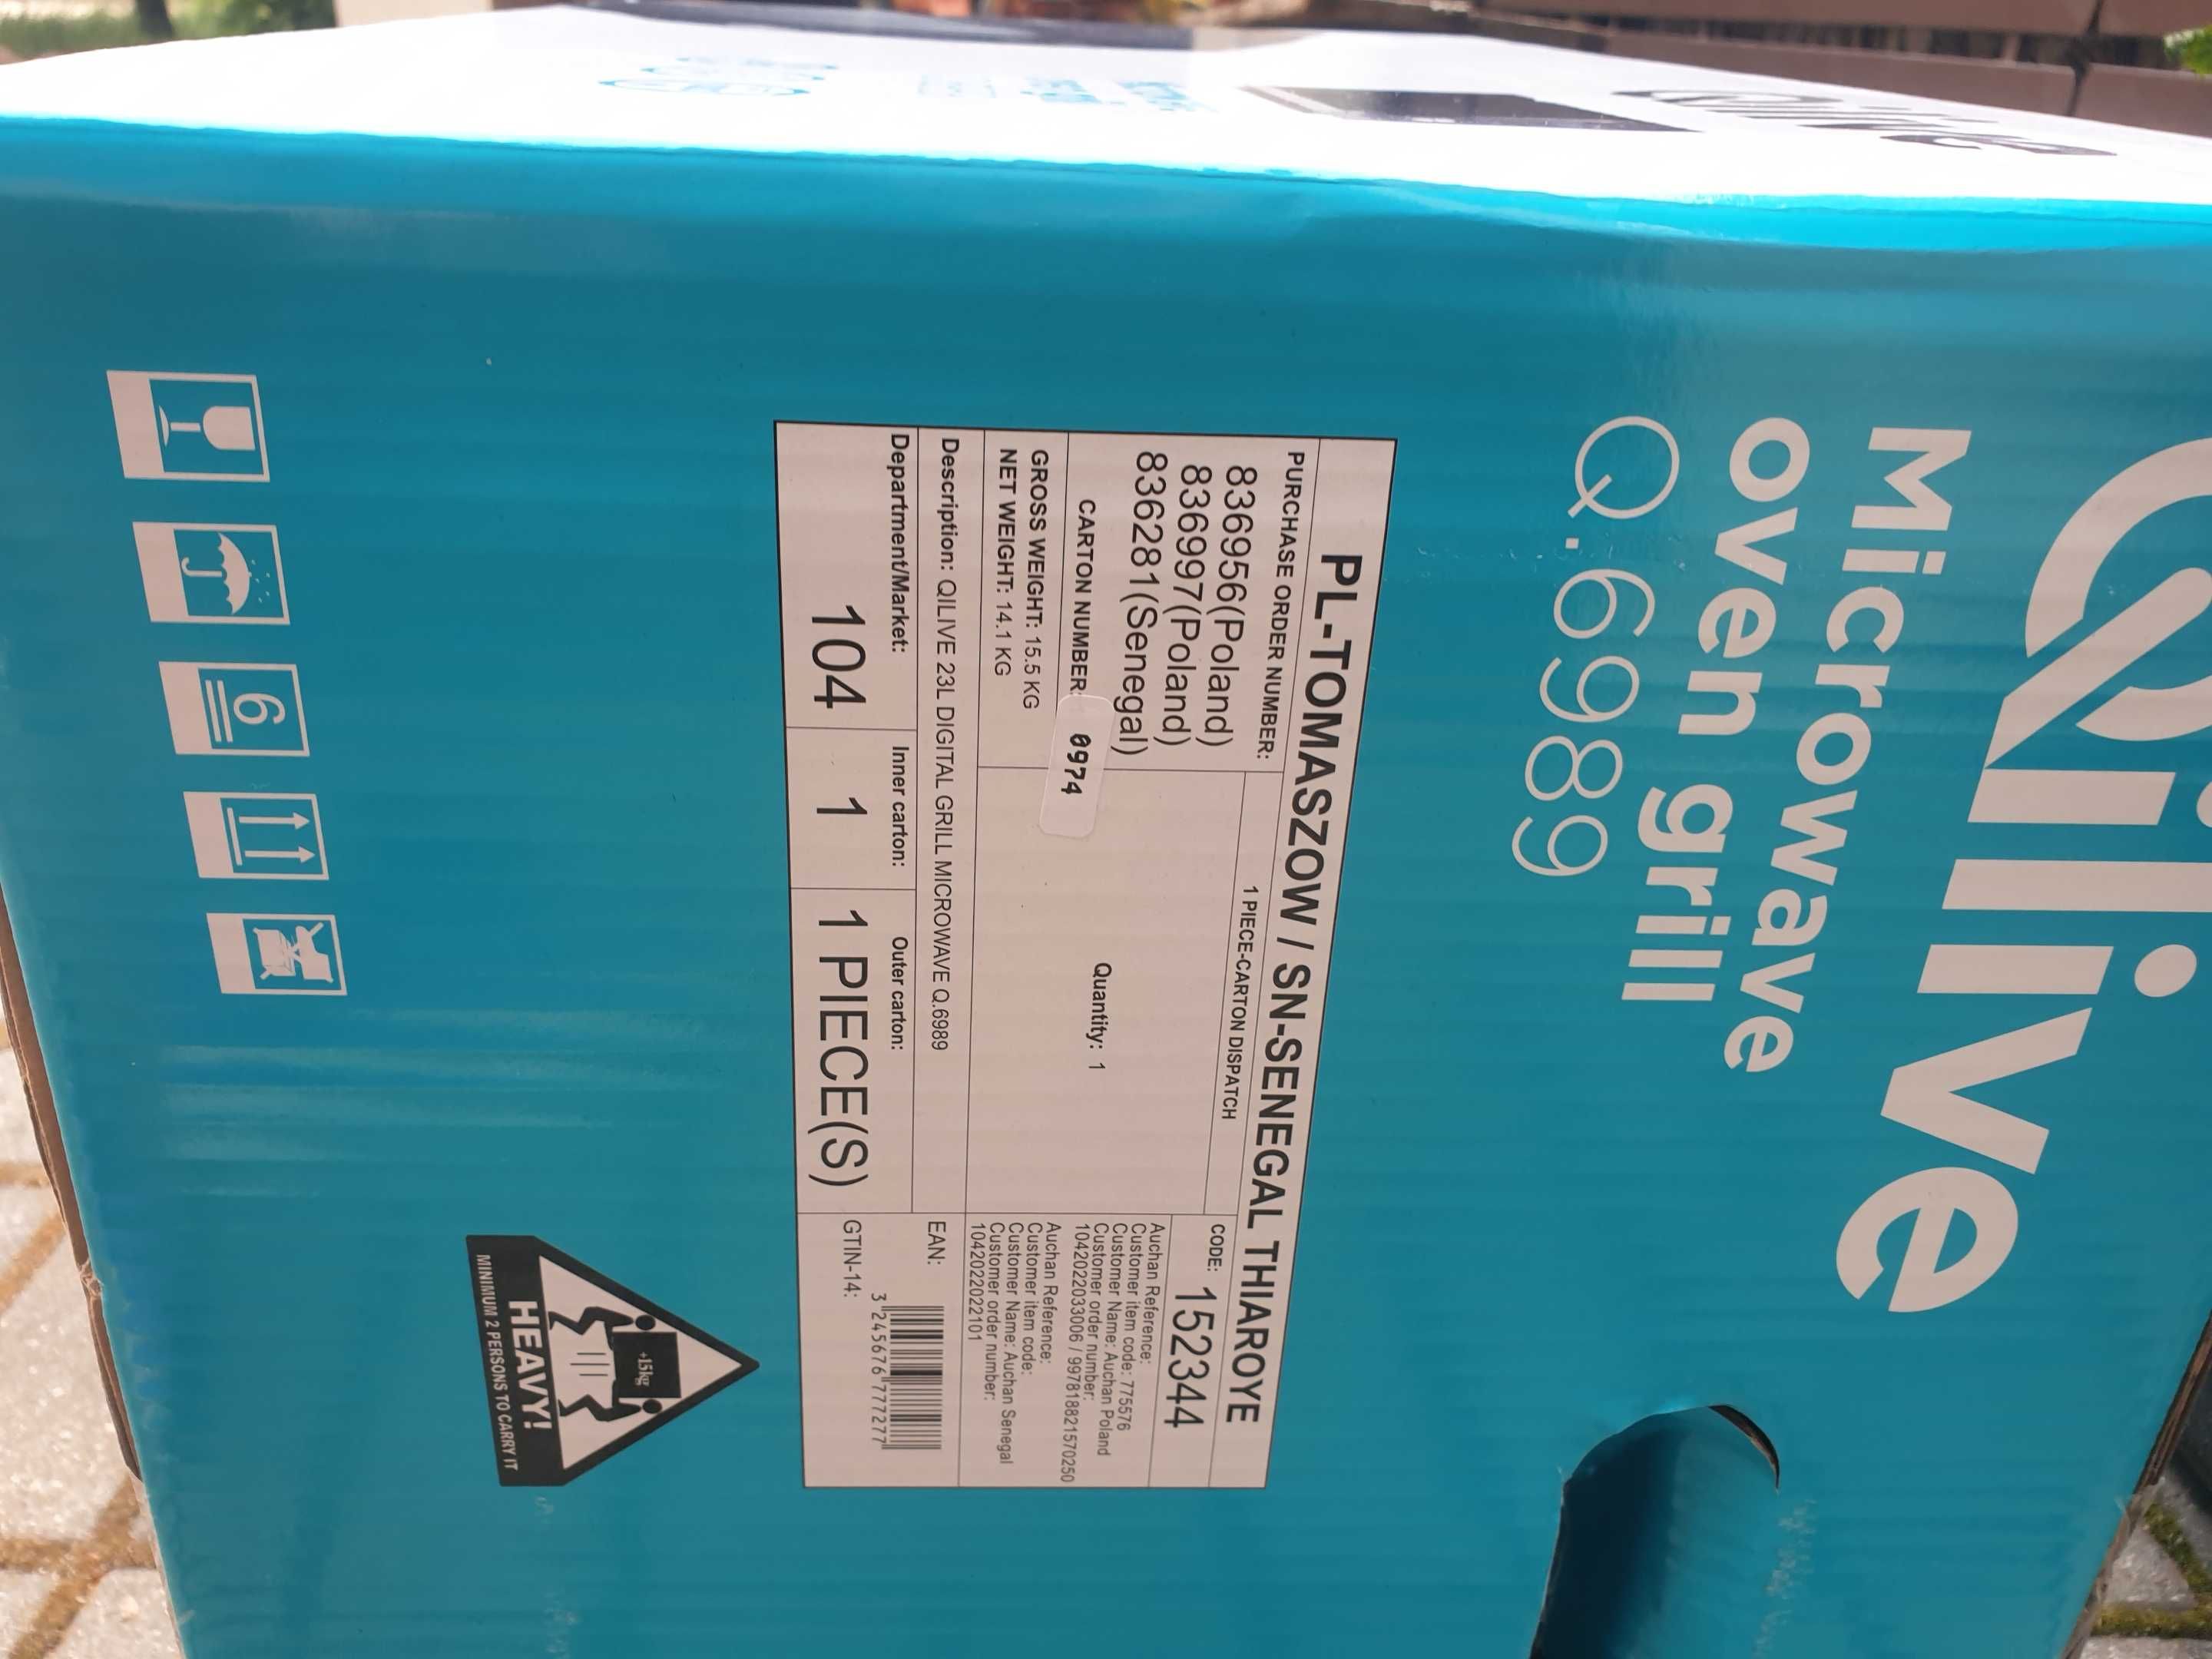 Qilive
Qilive
Microwave
oven grill
Q.6989
PL-TOMASZOW / SN-SENEGAL THIAROYE
PURCHASE ORDER NUMBER:
836956(Poland)
836997(Poland)
836281(Senegal)
1 PIECE-CARTON DISPATCH
CODE: 152344
CARTON NUMBER: 0974
Quantity: 1
Auchan Reference:
Customer item code: 775576
Customer Name: Auchan Poland
Customer order number:
1042022033006 / 997818821570250
GROSS WEIGHT: 15.5 KG
NET WEIGHT: 14.1 KG
Auchan Reference:
Customer item code:
Customer Name: Auchan Senegal
Customer order number:
1042022022101
Description: QILIVE 23L DIGITAL GRILL MICROWAVE Q.6989
EAN:
3 245676 777277
Department/Market:
104
Inner carton:
1
Outer carton:
1 PIECE(S)
GTIN-14:
+15kg
HEAVY!
MINIMUM 2 PERSONS TO CARRY IT
6